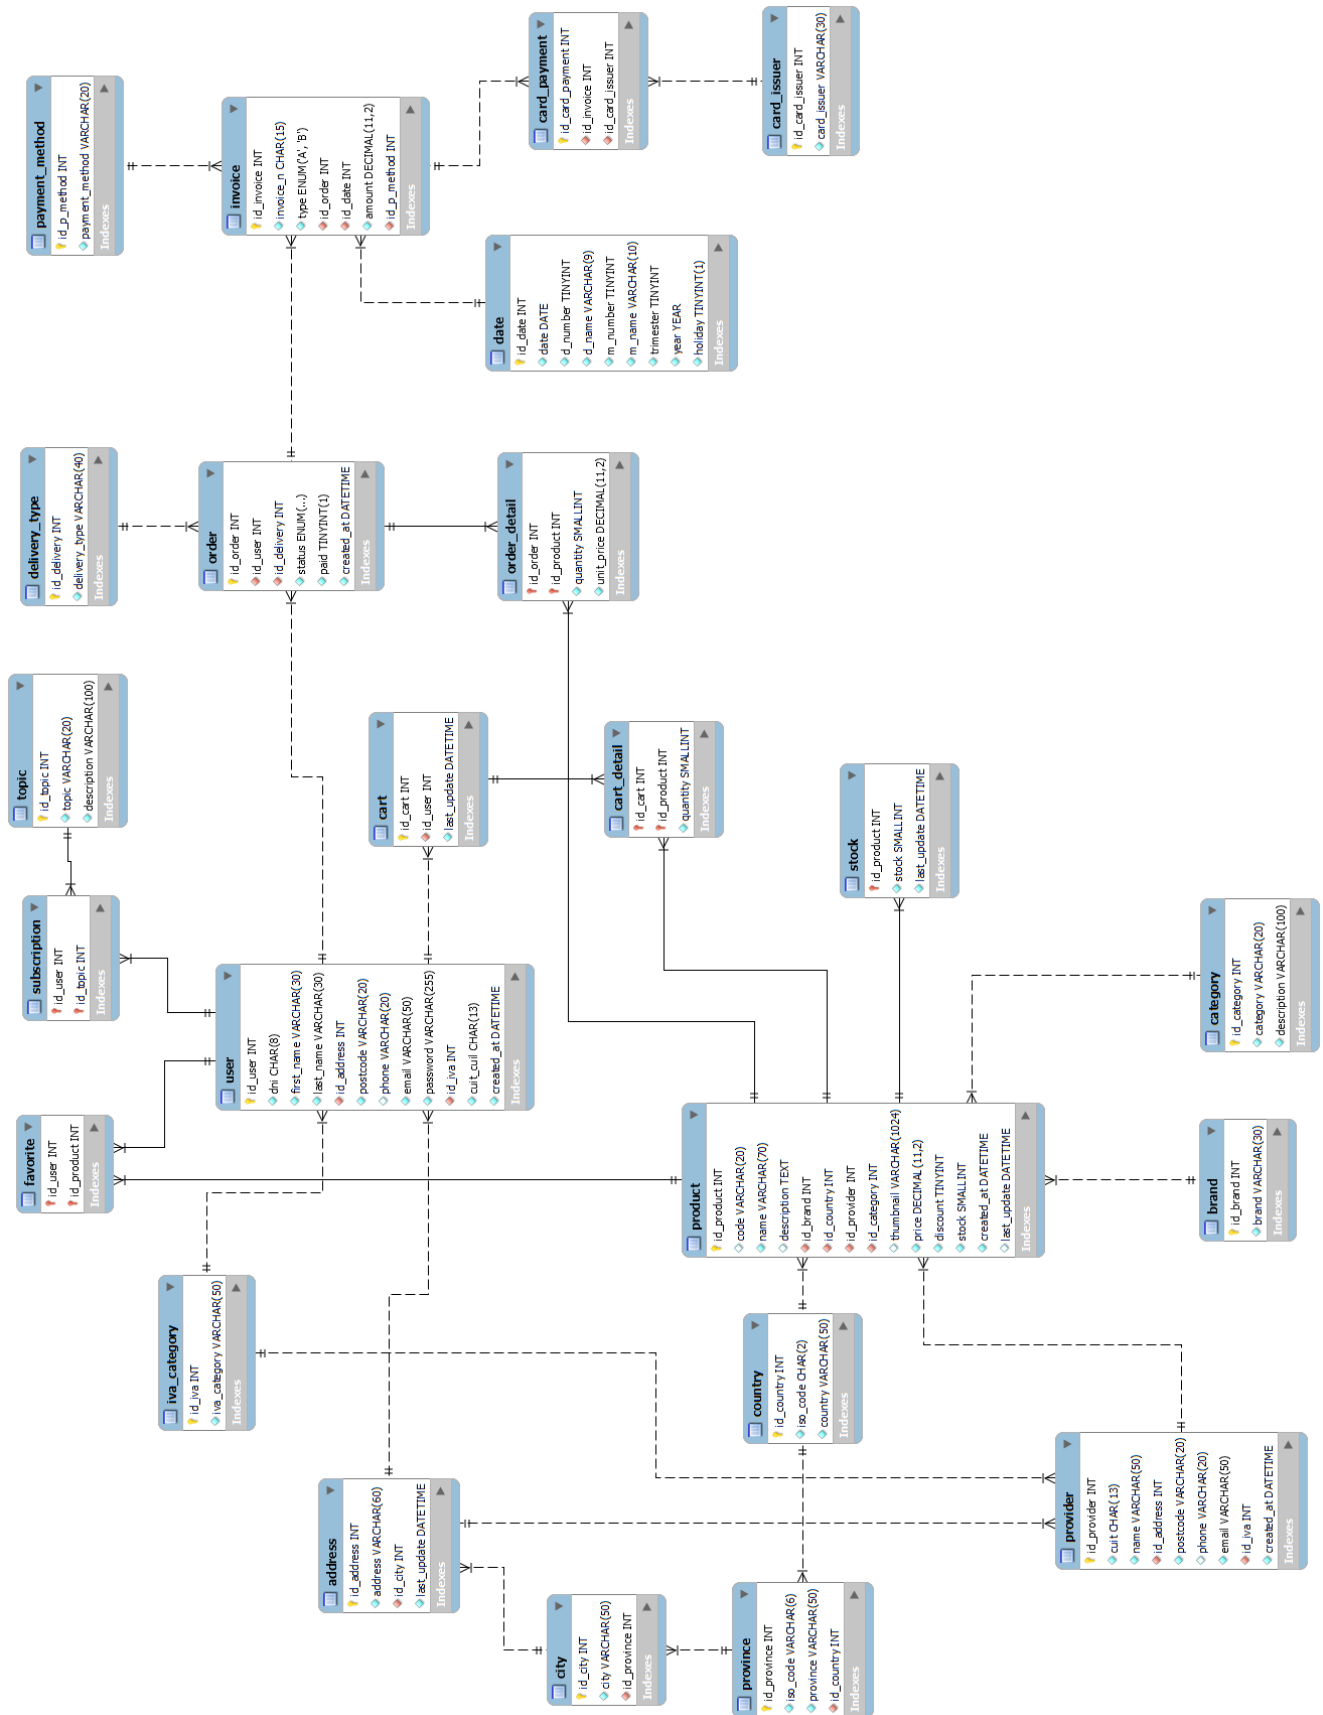 payment_method
id_p_method INT
payment_method VARCHAR(20)
Indexes
invoice
id_invoice INT
invoice_n CHAR(15)
type ENUM('A', 'B')
id_order INT
id_date INT
amount DECIMAL(11,2)
id_p_method INT
Indexes
card_payment
id_card_payment INT
id_invoice INT
id_card_issuer INT
Indexes
card_issuer
id_card_issuer INT
card_issuer VARCHAR(30)
Indexes
date
id_date INT
date DATE
d_number TINYINT
d_name VARCHAR(9)
m_number TINYINT
m_name VARCHAR(10)
trimester TINYINT
year YEAR
holiday TINYINT(1)
Indexes
delivery_type
id_delivery INT
delivery_type VARCHAR(40)
Indexes
order
id_order INT
id_user INT
id_delivery INT
status ENUM(...)
paid TINYINT(1)
created_at DATETIME
Indexes
order_detail
id_order INT
id_product INT
quantity SMALLINT
unit_price DECIMAL(11,2)
Indexes
topic
id_topic INT
topic VARCHAR(20)
description VARCHAR(100)
Indexes
cart
id_cart INT
id_user INT
last_update DATETIME
Indexes
cart_detail
id_cart INT
id_product INT
quantity SMALLINT
Indexes
stock
id_product INT
stock SMALLINT
last_update DATETIME
Indexes
subscription
id_user INT
id_topic INT
Indexes
user
id_user INT
dni CHAR(8)
first_name VARCHAR(30)
last_name VARCHAR(30)
id_address INT
postcode VARCHAR(20)
phone VARCHAR(20)
email VARCHAR(50)
password VARCHAR(255)
id_iva INT
cuit_cuil CHAR(13)
created_at DATETIME
Indexes
category
id_category INT
category VARCHAR(20)
description VARCHAR(100)
Indexes
favorite
id_user INT
id_product INT
Indexes
product
id_product INT
code VARCHAR(20)
name VARCHAR(70)
description TEXT
id_brand INT
id_country INT
id_provider INT
id_category INT
thumbnail VARCHAR(1024)
price DECIMAL(11,2)
discount TINYINT
stock SMALLINT
created_at DATETIME
last_update DATETIME
Indexes
brand
id_brand INT
brand VARCHAR(30)
Indexes
iva_category
id_iva INT
iva_category VARCHAR(50)
Indexes
country
id_country INT
iso_code CHAR(2)
country VARCHAR(50)
Indexes
address
id_address INT
address VARCHAR(60)
id_city INT
last_update DATETIME
Indexes
provider
id_provider INT
cuit CHAR(13)
name VARCHAR(50)
id_address INT
postcode VARCHAR(20)
phone VARCHAR(20)
email VARCHAR(50)
id_iva INT
created_at DATETIME
Indexes
city
id_city INT
city VARCHAR(50)
id_province INT
Indexes
province
id_province INT
iso_code VARCHAR(6)
province VARCHAR(50)
id_country INT
Indexes